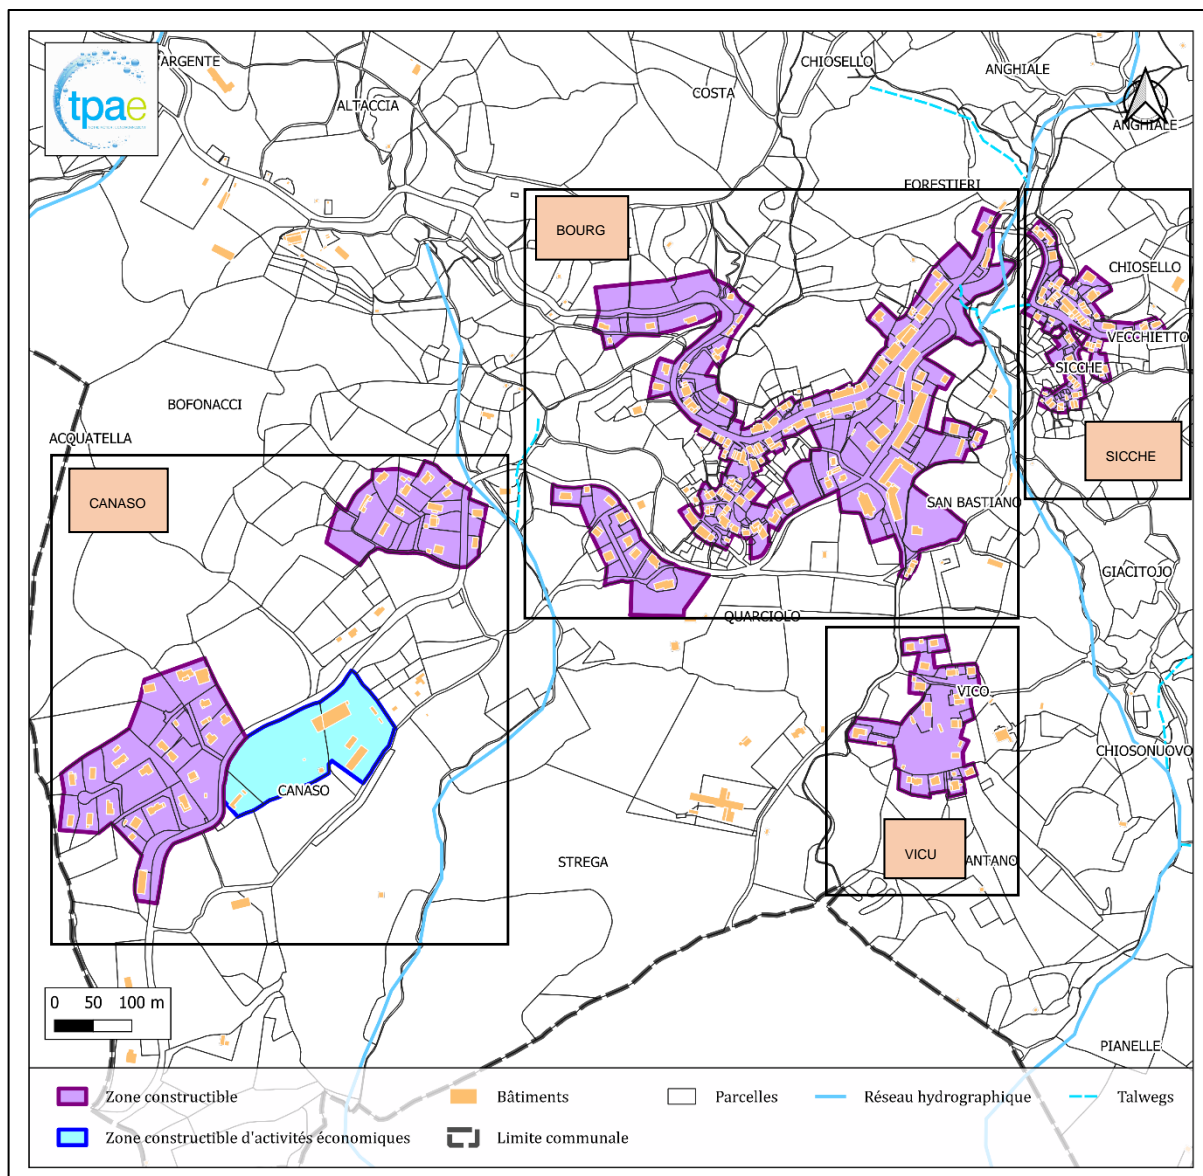 ARGENTE
CHIOSELLO
ANGHIALE
COSTA
ALTACCIA
tpae
ANGHIALE
FORESTIERI
BOURG
CHIOSELLO
VECCHIETTO
SICCHE
BOFONACCI
ACQUATELLA
SICCHE
CANASO
SAN BASTIANO
GIACITOJO
QUARCIOLO
VICO
CHIOSONUOVO
CANASO
STREGA
VICU
ANTANO
0 50 100 m
PIANELLE
Zone constructible
Bâtiments
Parcelles
Réseau hydrographique
Talwegs
Zone constructible d'activités économiques
Limite communale